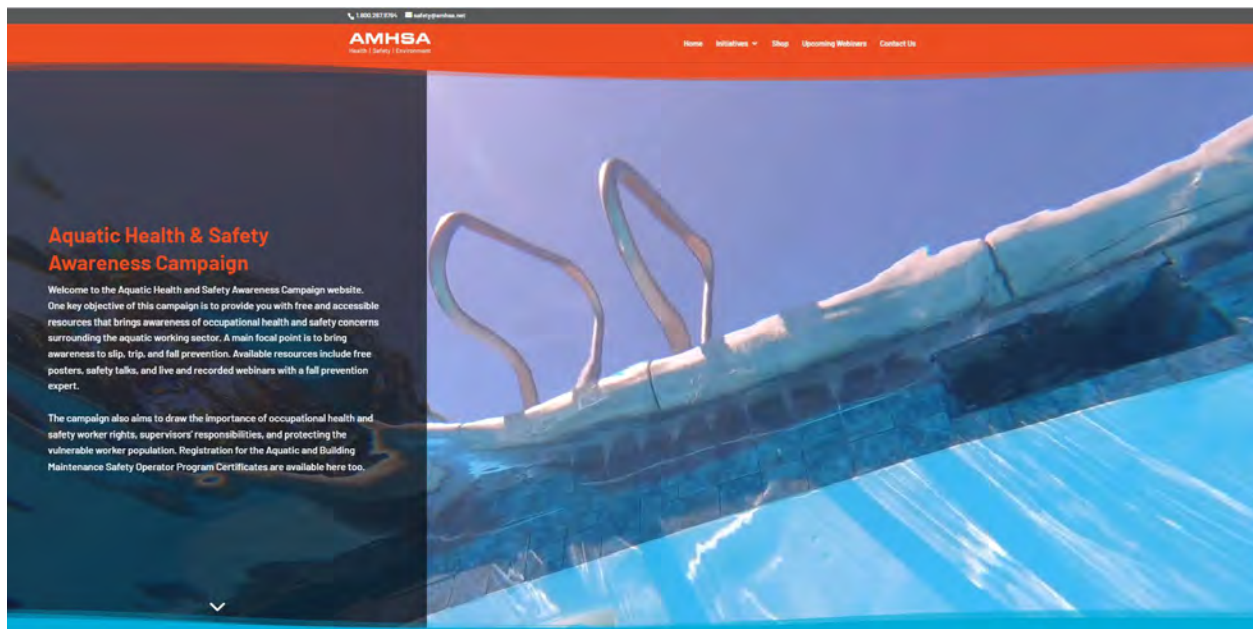 1.800.267.9764 safety@amhsa.net
AMHSA
Health | Safety | Environment
Home Initiatives Shop Upcoming Webinars Contact Us
Aquatic Health & Safety
Awareness Campaign
Welcome to the Aquatic Health and Safety Awareness Campaign website.
One key objective of this campaign is to provide you with free and accessible
resources that brings awareness of occupational health and safety concerns
surrounding the aquatic working sector. A main focal point is to bring
awareness to slip, trip, and fall prevention. Available resources include free
posters, safety talks, and live and recorded webinars with a fall prevention
expert.
The campaign also aims to draw the importance of occupational health and
safety worker rights, supervisors' responsibilities, and protecting the
vulnerable worker population. Registration for the Aquatic and Building
Maintenance Safety Operator Program Certificates are available here too.